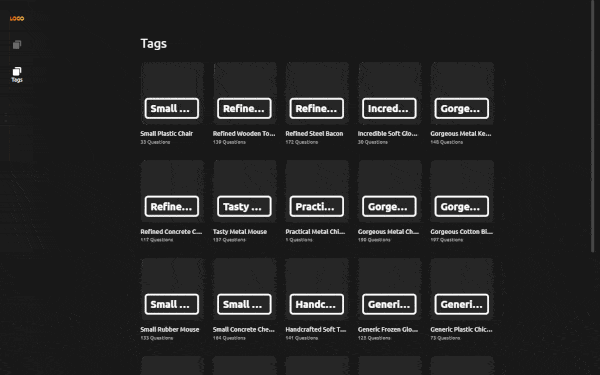 LOGO
Tags
Tags
Small ...
Refine...
Refine...
Incred...
Gorge...
Small Plastic Chair
Refined Wooden To...
Refined Steel Bacon
Incredible Soft Glo...
Gorgeous Metal Ke...
33 Questions
139 Questions
172 Questions
30 Questions
148 Questions
Refine...
Tasty ...
Practi...
Gorge...
Gorge...
Refined Concrete C...
Tasty Metal Mouse
Practical Metal Chi...
Gorgeous Metal Ch...
Gorgeous Cotton Bi...
117 Questions
137 Questions
1 Questions
190 Questions
197 Questions
Small ...
Small ...
Handc...
Generi...
Generi...
Small Rubber Mouse
Small Concrete Che...
Handcrafted Soft T...
Generic Frozen Glo...
Generic Plastic Chic...
133 Questions
164 Questions
141 Questions
125 Questions
73 Questions